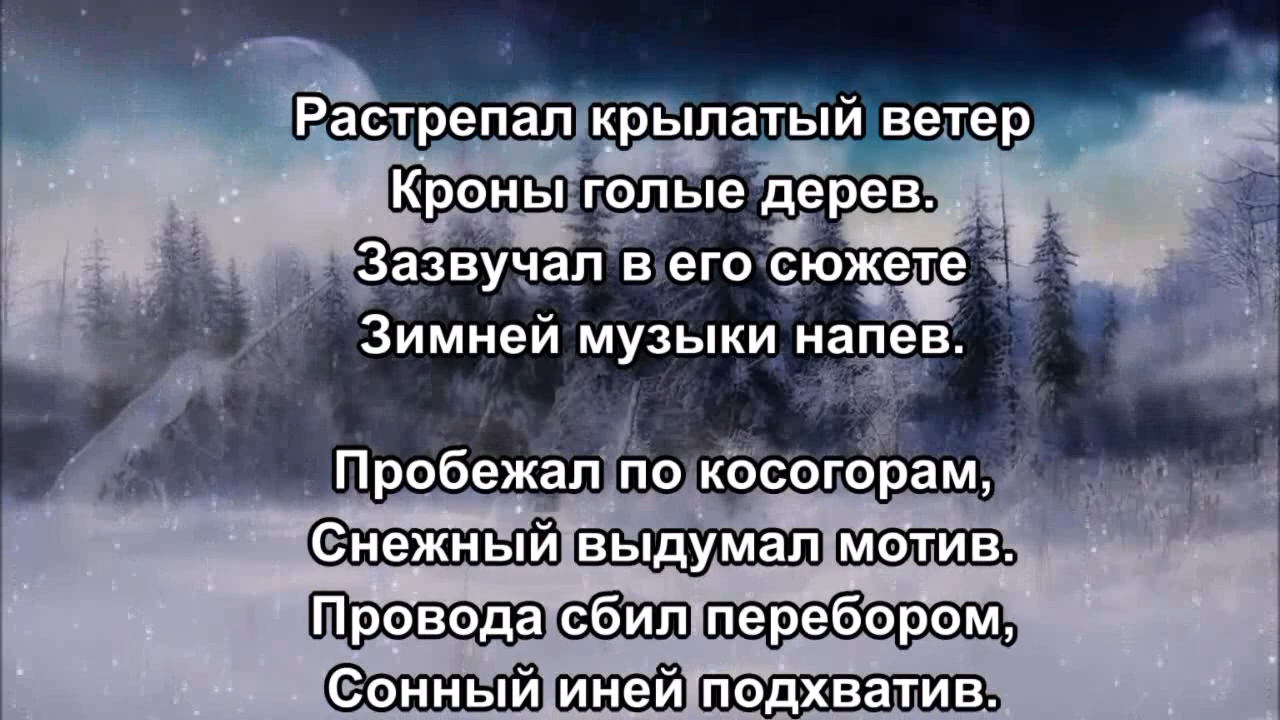 Растрепал крылатый ветер
Кроны голые дерев.
Зазвучал в его сюжете
Зимней музыки напев.
Пробежал по косогорам,
Снежный выдумал мотив.
Провода сбил перебором,
Сонный иней подхватив.